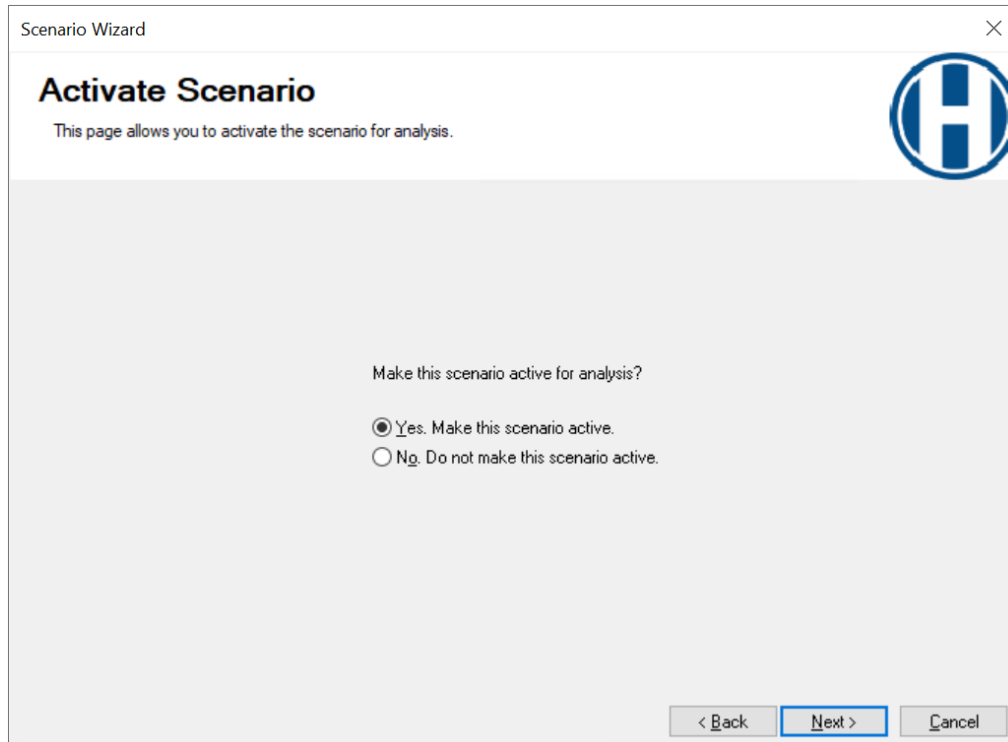 Scenario Wizard
Activate Scenario
This page allows you to activate the scenario for analysis.
H
Make this scenario active for analysis?
Yes. Make this scenario active.
No. Do not make this scenario active.
< Back
Next >
Cancel